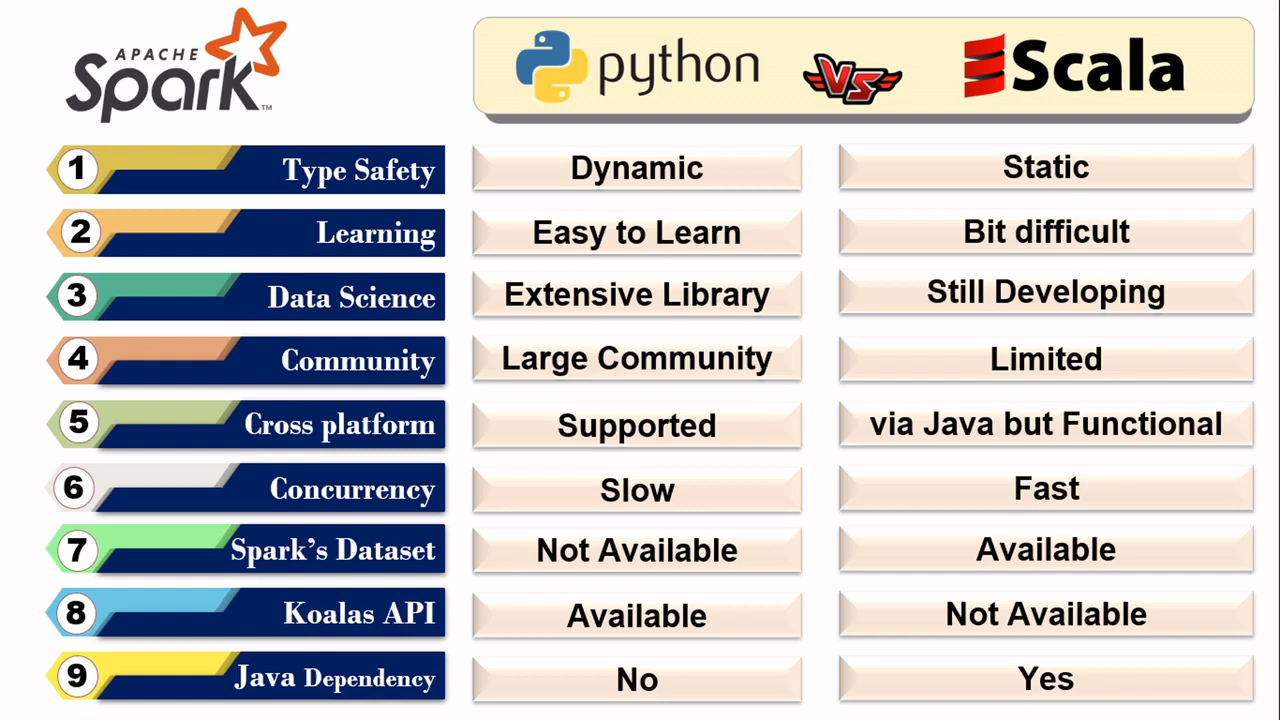 APACHE
Spark™
python VS Scala
1 Type Safety Dynamic Static
2 Learning Easy to Learn Bit difficult
3 Data Science Extensive Library Still Developing
4 Community Large Community Limited
5 Cross platform Supported via Java but Functional
6 Concurrency Slow Fast
7 Spark's Dataset Not Available Available
8 Koalas API Available Not Available
9 Java Dependency No Yes